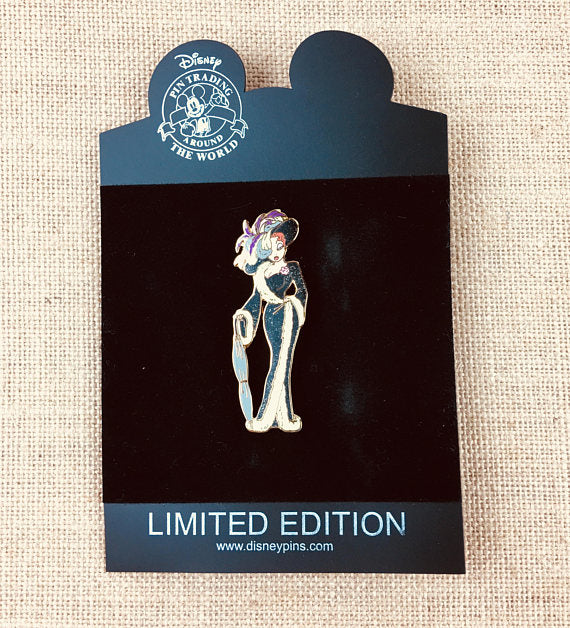 Disney
PIN TRADING
AROUND
THE WORLD
LIMITED EDITION
www.disneypins.com